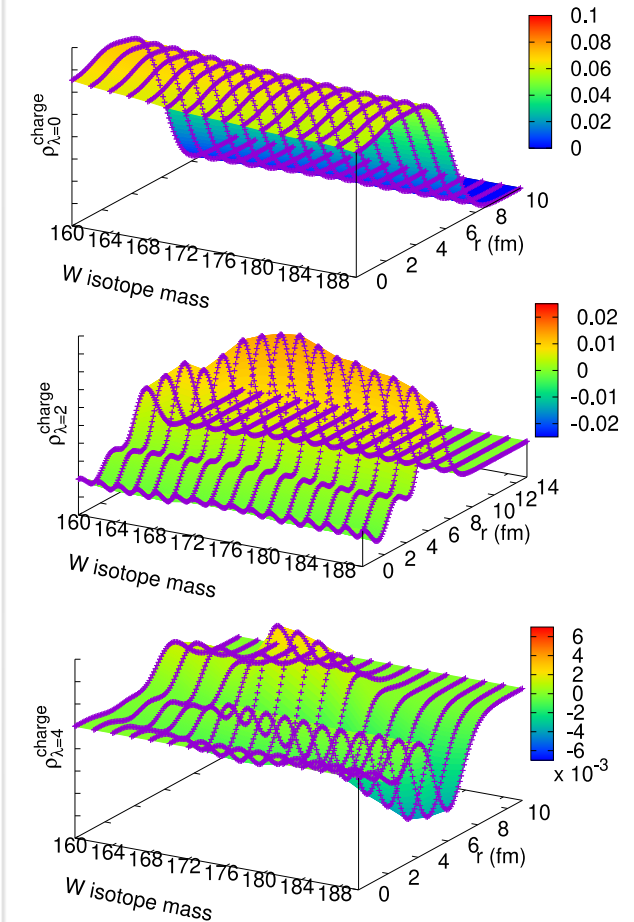 0.1
0.08
0.06
0.04
0.02
0
ρ charge λ=0
160 164 168 172 176 180 184 188
W isotope mass
0 2 4 6 8 10
r (fm)
0.02
0.01
0
-0.01
-0.02
ρ charge λ=2
160 164 168 172 176 180 184 188
W isotope mass
0 2 4 6 8 10 12 14
r (fm)
6
4
2
0
-2
-4
-6
x 10⁻³
ρ charge λ=4
160 164 168 172 176 180 184 188
W isotope mass
0 2 4 6 8 10
r (fm)